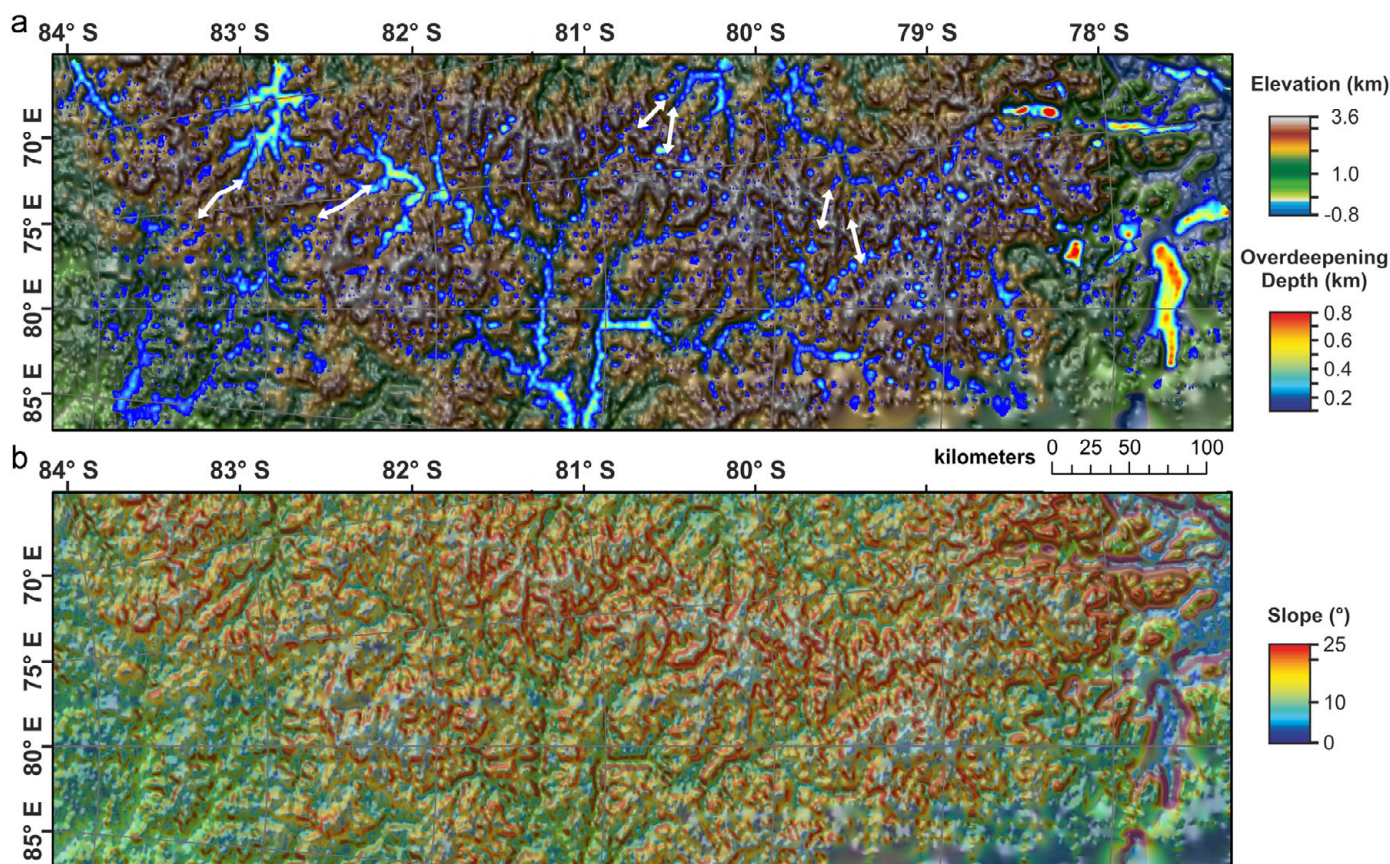 a
84° S 83° S 82° S 81° S 80° S 79° S 78° S
70° E
75° E
80° E
85° E
Elevation (km)
3.6
1.0
-0.8
Overdeepening
Depth (km)
0.8
0.6
0.4
0.2
kilometers 0 25 50 100
b
84° S 83° S 82° S 81° S 80° S
70° E
75° E
80° E
85° E
Slope (°)
25
10
0